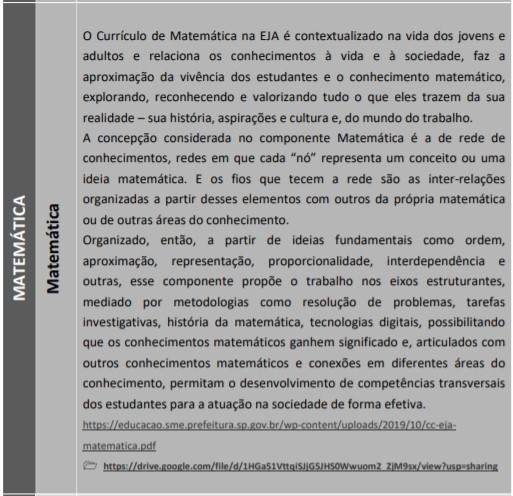 MATEMÁTICA
Matemática
O Currículo de Matemática na EJA é contextualizado na vida dos jovens e
adultos e relaciona os conhecimentos à vida e à sociedade, faz a
aproximação da vivência dos estudantes e o conhecimento matemático,
explorando, reconhecendo e valorizando tudo o que eles trazem da sua
realidade – sua história, aspirações e cultura e, do mundo do trabalho.
A concepção considerada no componente Matemática é a de rede de
conhecimentos, redes em que cada “nó” representa um conceito ou uma
ideia matemática. E os fios que tecem a rede são as inter-relações
organizadas a partir desses elementos com outros da própria matemática
ou de outras áreas do conhecimento.
Organizado, então, a partir de ideias fundamentais como ordem,
aproximação, representação, proporcionalidade, interdependência e
outras, esse componente propõe o trabalho nos eixos estruturantes,
mediado por metodologias como resolução de problemas, tarefas
investigativas, história da matemática, tecnologias digitais, possibilitando
que os conhecimentos matemáticos ganhem significado e, articulados com
outros conhecimentos matemáticos e conexões em diferentes áreas do
conhecimento, permitam o desenvolvimento de competências transversais
dos estudantes para a atuação na sociedade de forma efetiva.
https://educacao.sme.prefeitura.sp.gov.br/wp-content/uploads/2019/10/cc-eja-
matematica.pdf
https://drive.google.com/file/d/1HGa51VttqiSJjG5JHS0Wwuom2_ZjM9sx/view?usp=sharing